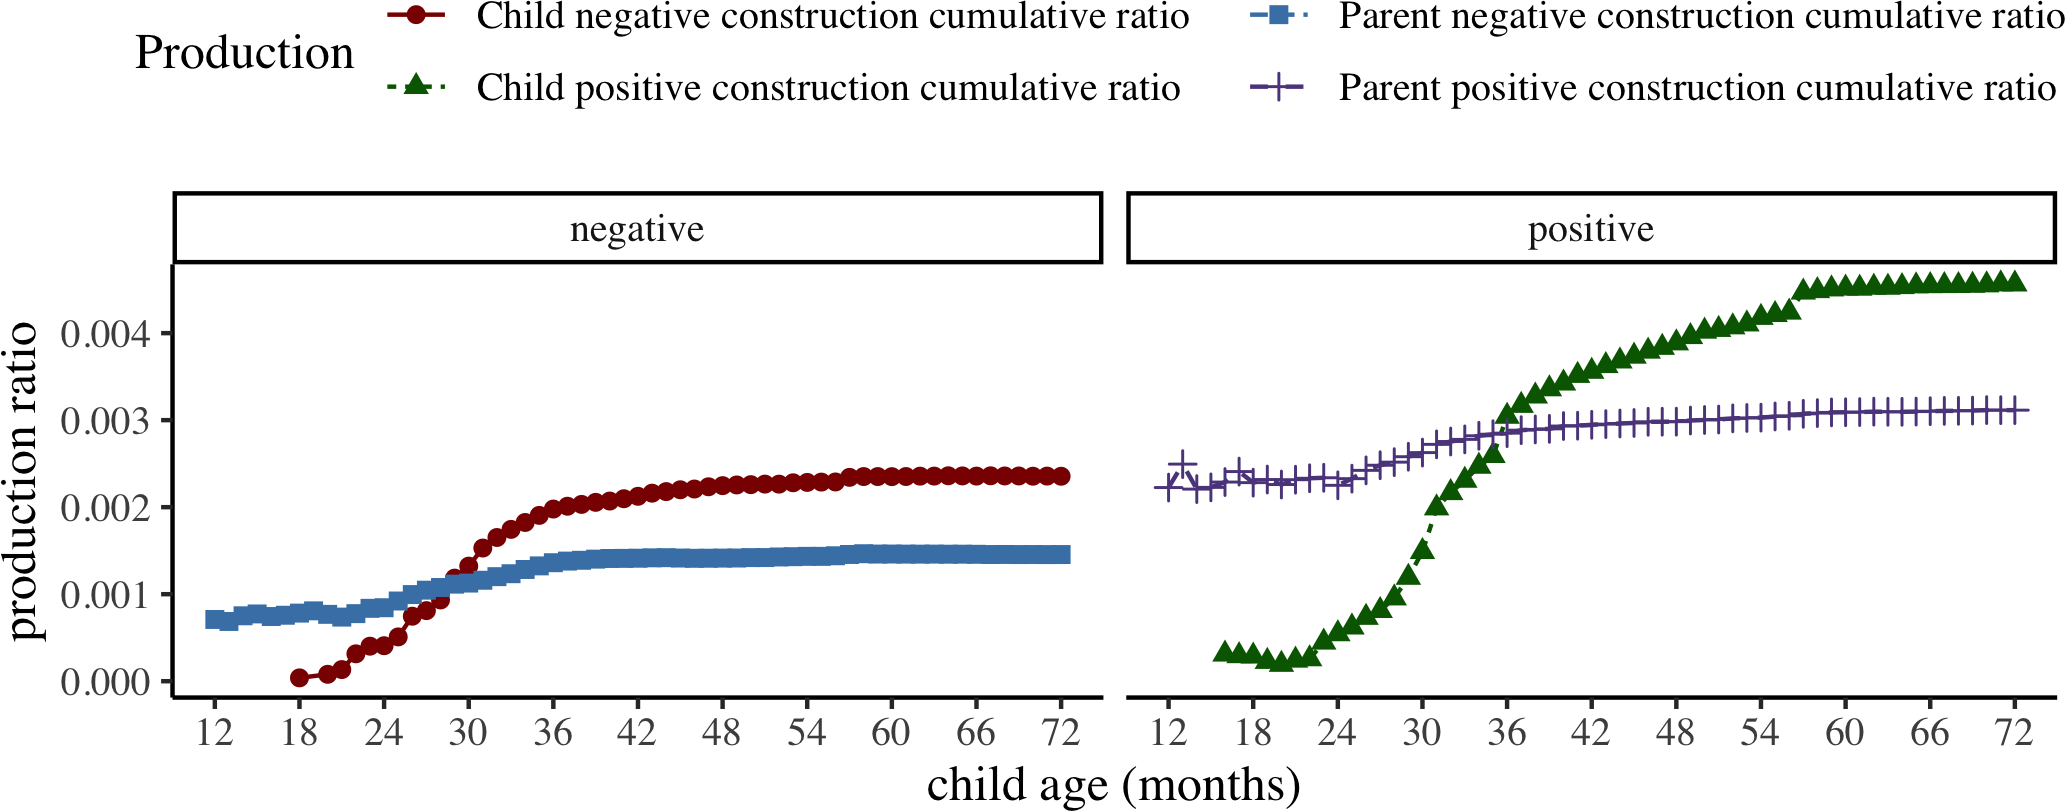 Production
Child negative construction cumulative ratio
Parent negative construction cumulative ratio
Child positive construction cumulative ratio
Parent positive construction cumulative ratio
negative
positive
production ratio
0.004
0.003
0.002
0.001
0.000
12 18 24 30 36 42 48 54 60 66 72
12 18 24 30 36 42 48 54 60 66 72
child age (months)